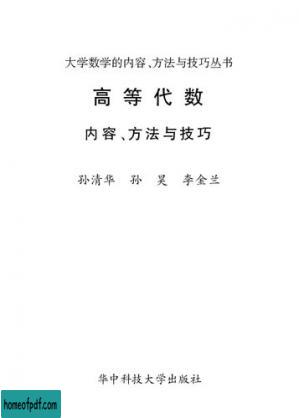 大学数学的内容、方法与技巧丛书
高等代数
内容、方法与技巧
孙清华 孙昊 李金兰
华中科技大学出版社
homeofpdf.com